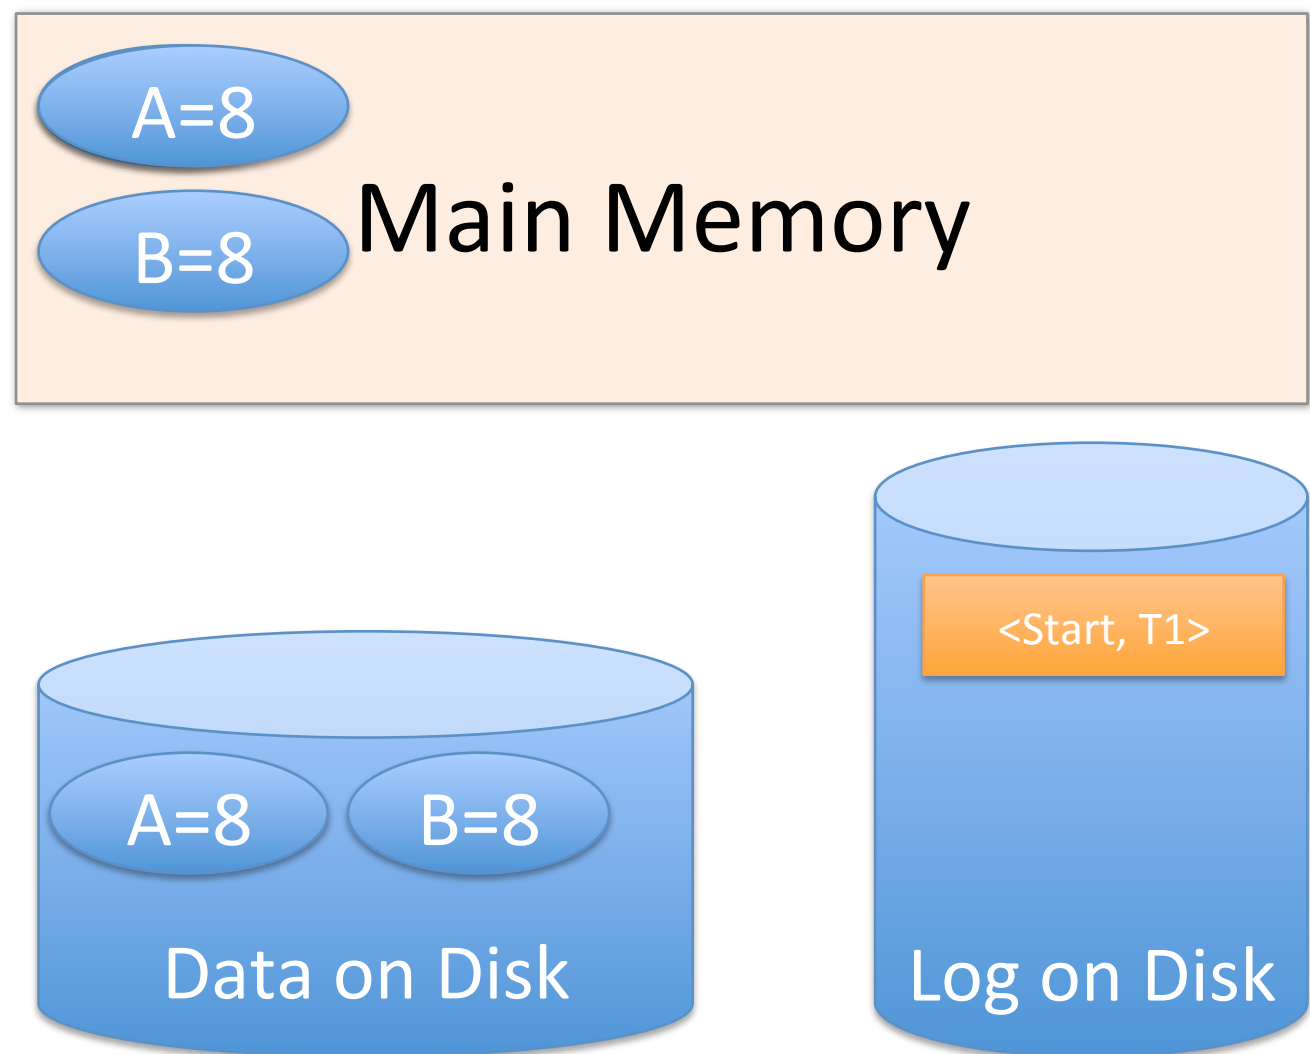 A=8
B=8
Main Memory
<Start, T1>
A=8
B=8
Data on Disk
Log on Disk